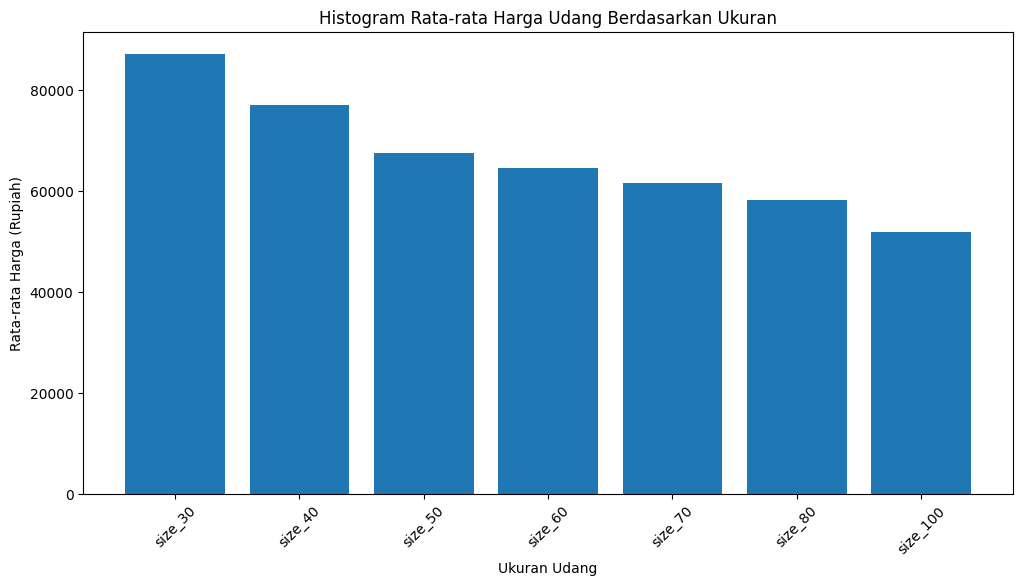 Histogram Rata-rata Harga Udang Berdasarkan Ukuran
Rata-rata Harga (Rupiah)
80000
60000
40000
20000
0
size_30
size_40
size_50
size_60
size_70
size_80
size_100
Ukuran Udang